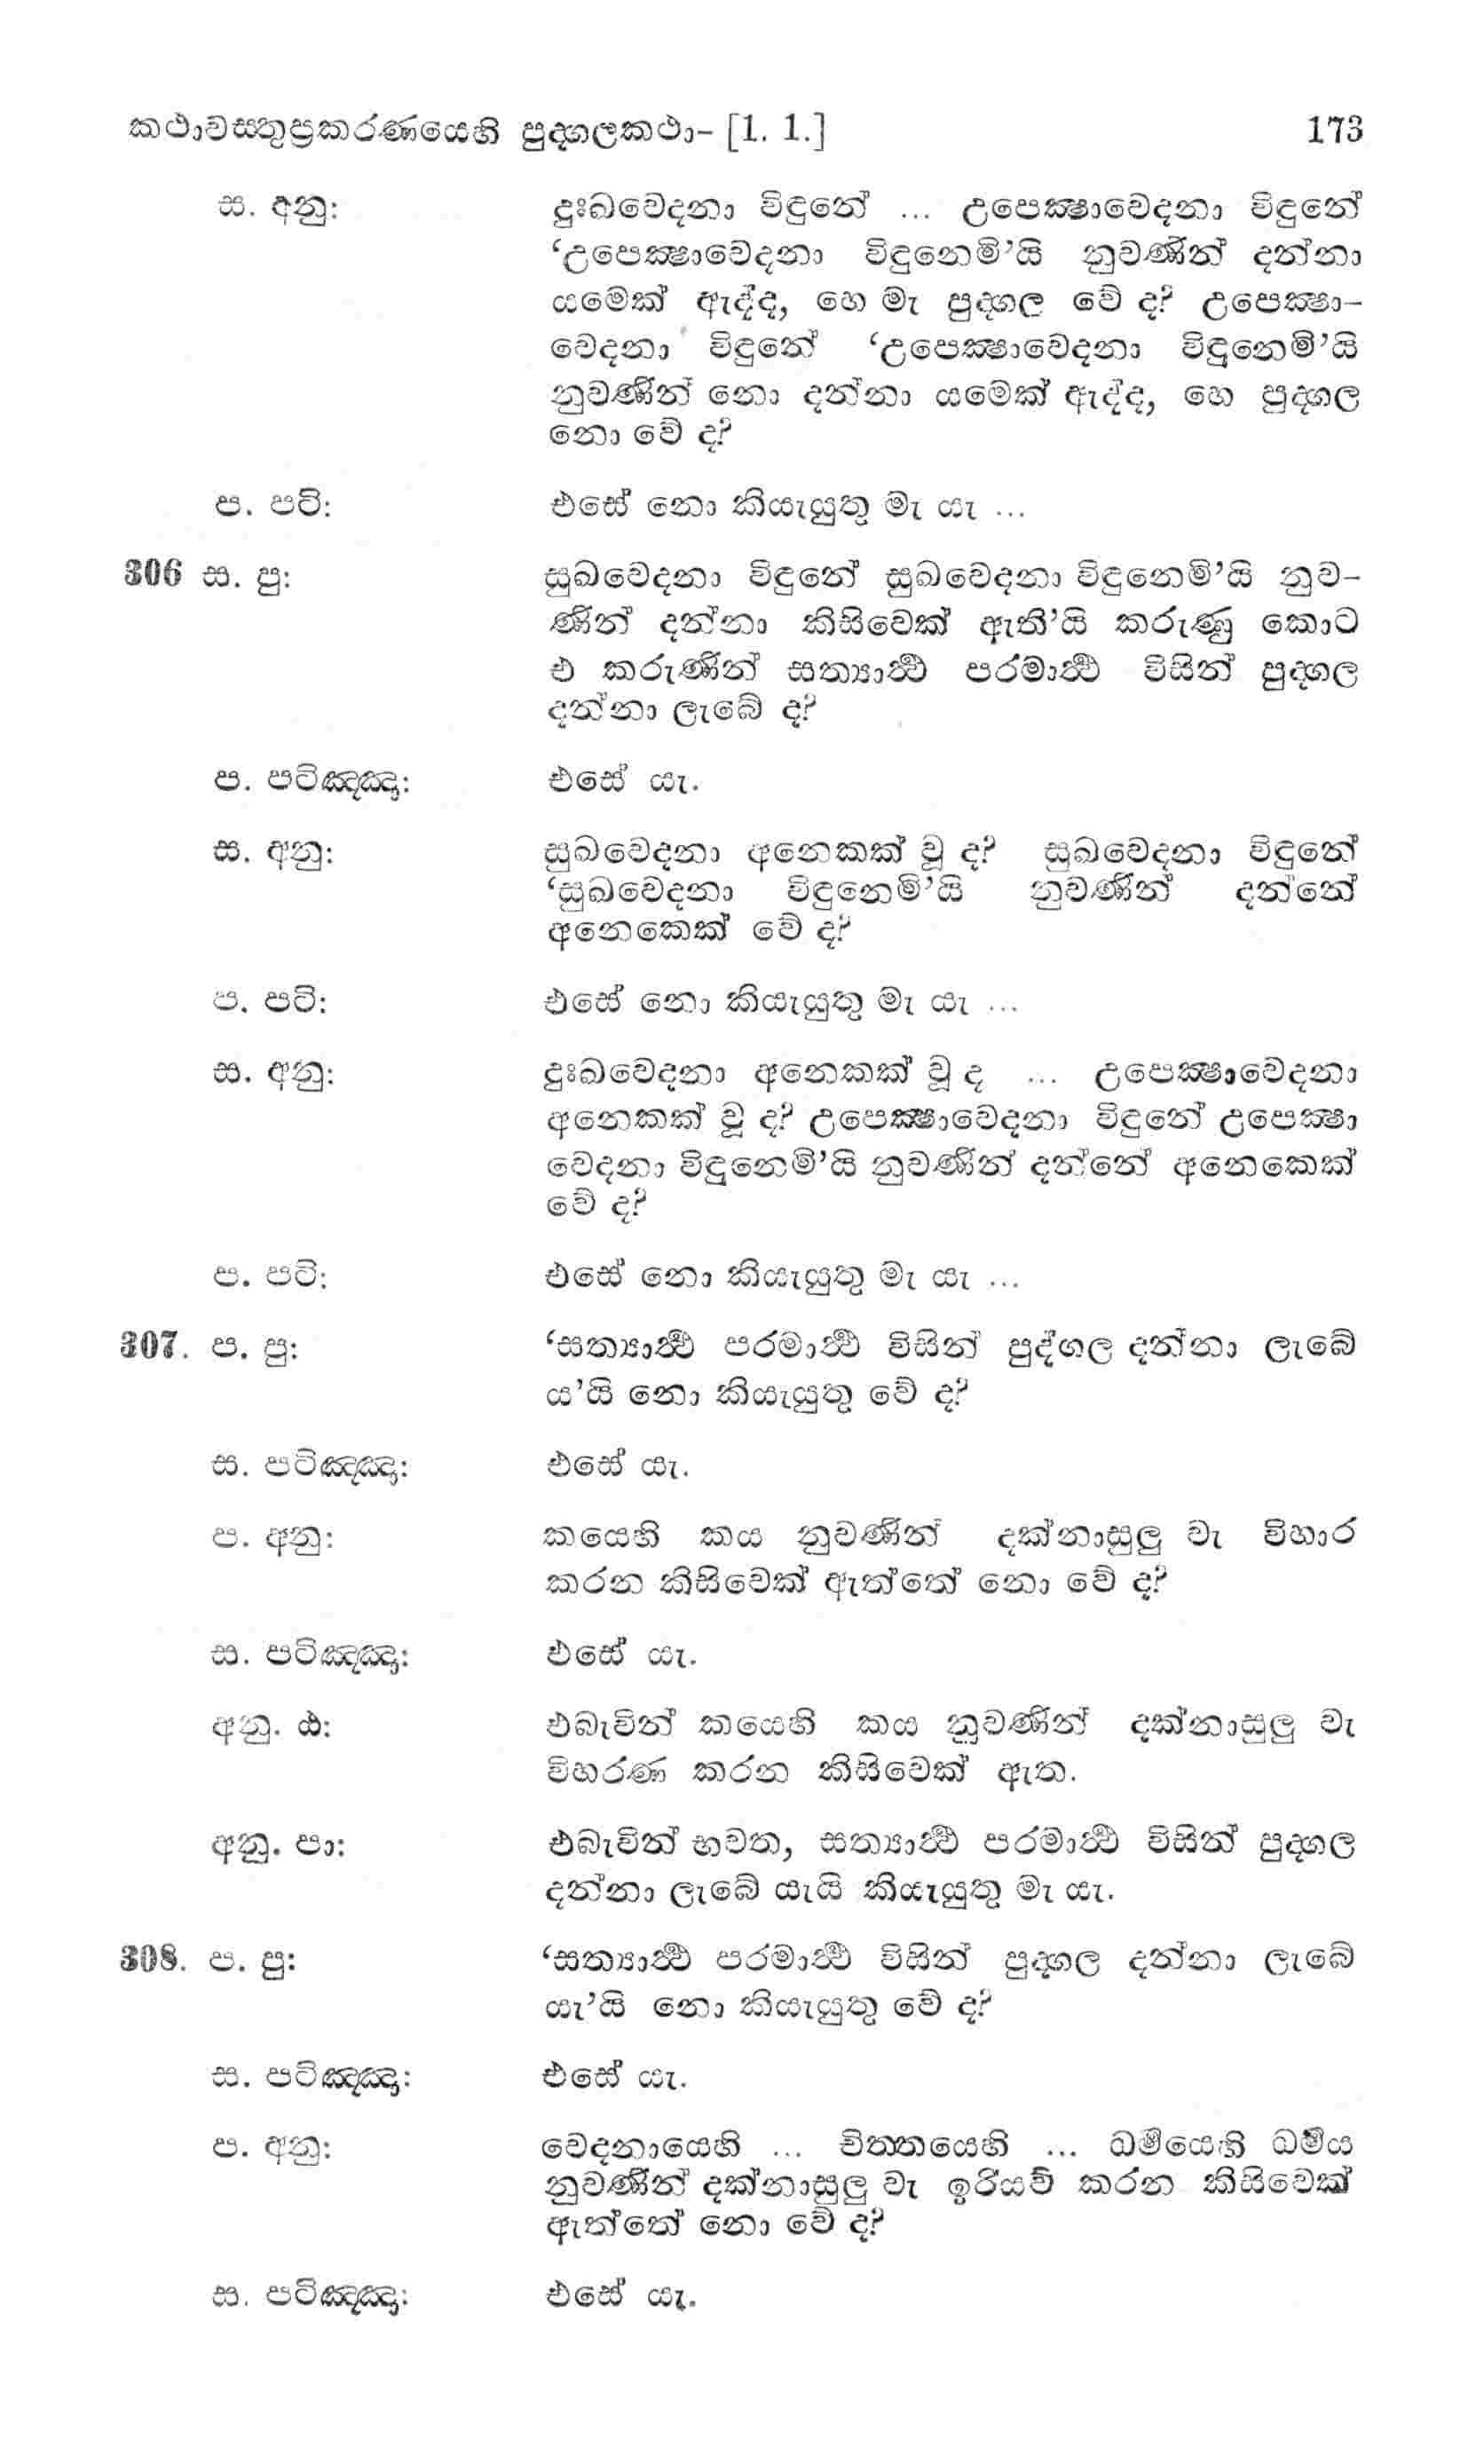 කථාවස්තුප්‍රකරණයෙහි පුද්ගලකථා- [1. 1.] 173
ස. අනු: දුඃඛවෙදනා විඳුනේ ... උපෙක්‍ෂාවෙදනා විඳුනේ
‘උපෙක්‍ෂාවෙදනා විඳුනෙමි’යි නුවණින් දන්නා
යමෙක් ඇද්ද, හෙ මැ පුද්ගල වේ ද? උපෙක්‍ෂා-
වෙදනා විඳුනේ ‘උපෙක්‍ෂාවෙදනා විඳුනෙමි’යි
නුවණින් නො දන්නා යමෙක් ඇද්ද, හෙ පුද්ගල
නො වේ ද?
ප. පටි: එසේ නො කියැයුතු මැ යැ ...
306 ස. පු: සුඛවෙදනා විඳුනේ සුඛවෙදනා විඳුනෙමි’යි නුව-
ණින් දන්නා කිසිවෙක් ඇති’යි කරුණු කොට
එ කරුණින් සත්‍යාර්‍ත්‍ථ පරමාර්‍ත්‍ථ විසින් පුද්ගල
දන්නා ලැබේ ද?
ප. පටිඤ්ඤා: එසේ යැ.
ස. අනු: සුඛවෙදනා අනෙකක් වූ ද? සුඛවෙදනා විඳුනේ
‘සුඛවෙදනා විඳුනෙමි’යි නුවණින් දන්නේ
අනෙකෙක් වේ ද?
ප. පටි: එසේ නො කියැයුතු මැ යැ ...
ස. අනු: දුඃඛවෙදනා අනෙකක් වූ ද ... උපෙක්‍ෂාවෙදනා
අනෙකක් වූ ද? උපෙක්‍ෂාවෙදනා විඳුනේ උපෙක්‍ෂා
වෙදනා විඳුනෙමි’යි නුවණින් දන්නේ අනෙකෙක්
වේ ද?
ප. පටි: එසේ නො කියැයුතු මැ යැ ...
307. ප. පු: ‘සත්‍යාර්‍ත්‍ථ පරමාර්‍ත්‍ථ විසින් පුද්ගල දන්නා ලැබේ
ය’යි නො කියැයුතු වේ ද?
ස. පටිඤ්ඤා: එසේ යැ.
ප. අනු: කයෙහි කය නුවණින් දක්නාසුලු වැ විහාර
කරන කිසිවෙක් ඇත්තේ නො වේ ද?
ස. පටිඤ්ඤා: එසේ යැ.
අනු. ඨ: එබැවින් කයෙහි කය නුවණින් දක්නාසුලු වැ
විහරණ කරන කිසිවෙක් ඇත.
අනු. පා: එබැවින් භවත, සත්‍යාර්‍ත්‍ථ පරමාර්‍ත්‍ථ විසින් පුද්ගල
දන්නා ලැබේ යැයි කියැයුතු මැ යැ.
308. ප. පු: ‘සත්‍යාර්‍ත්‍ථ පරමාර්‍ත්‍ථ විසින් පුද්ගල දන්නා ලැබේ
යැ’යි නො කියැයුතු වේ ද?
ස. පටිඤ්ඤා: එසේ යැ.
ප. අනු: වෙදනායෙහි ... චිත්තයෙහි ... ධර්‍මයෙහි ධර්‍මය
නුවණින් දක්නාසුලු වැ ඉරියව් කරන කිසිවෙක්
ඇත්තේ නො වේ ද?
ස. පටිඤ්ඤා: එසේ යැ.